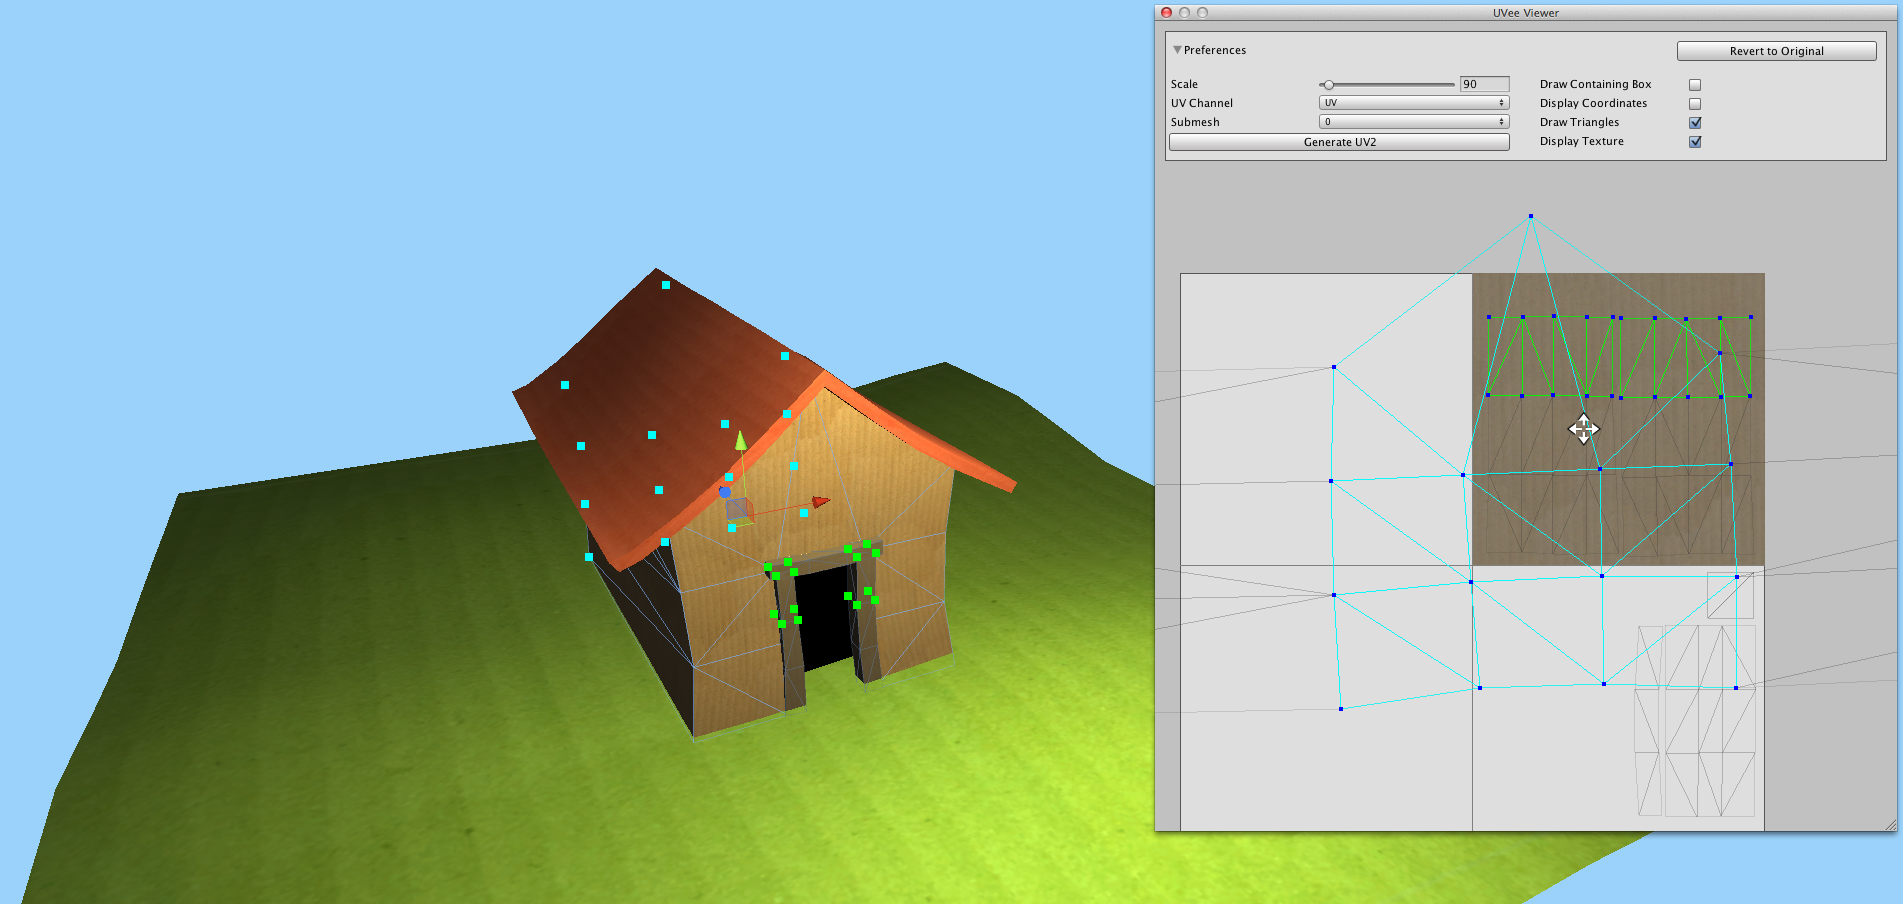 UVee Viewer
Preferences
Revert to Original
Scale 90 Draw Containing Box
UV Channel UV Display Coordinates
Submesh 0 Draw Triangles
Generate UV2 Display Texture